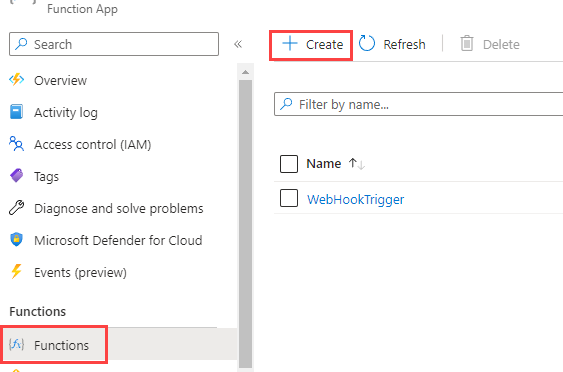 Function App
Search
«
Create
Refresh
Delete
Overview
Activity log
Access control (IAM)
Tags
Diagnose and solve problems
Microsoft Defender for Cloud
Events (preview)
Functions
Functions
Filter by name...
Name ↑↓
WebHookTrigger